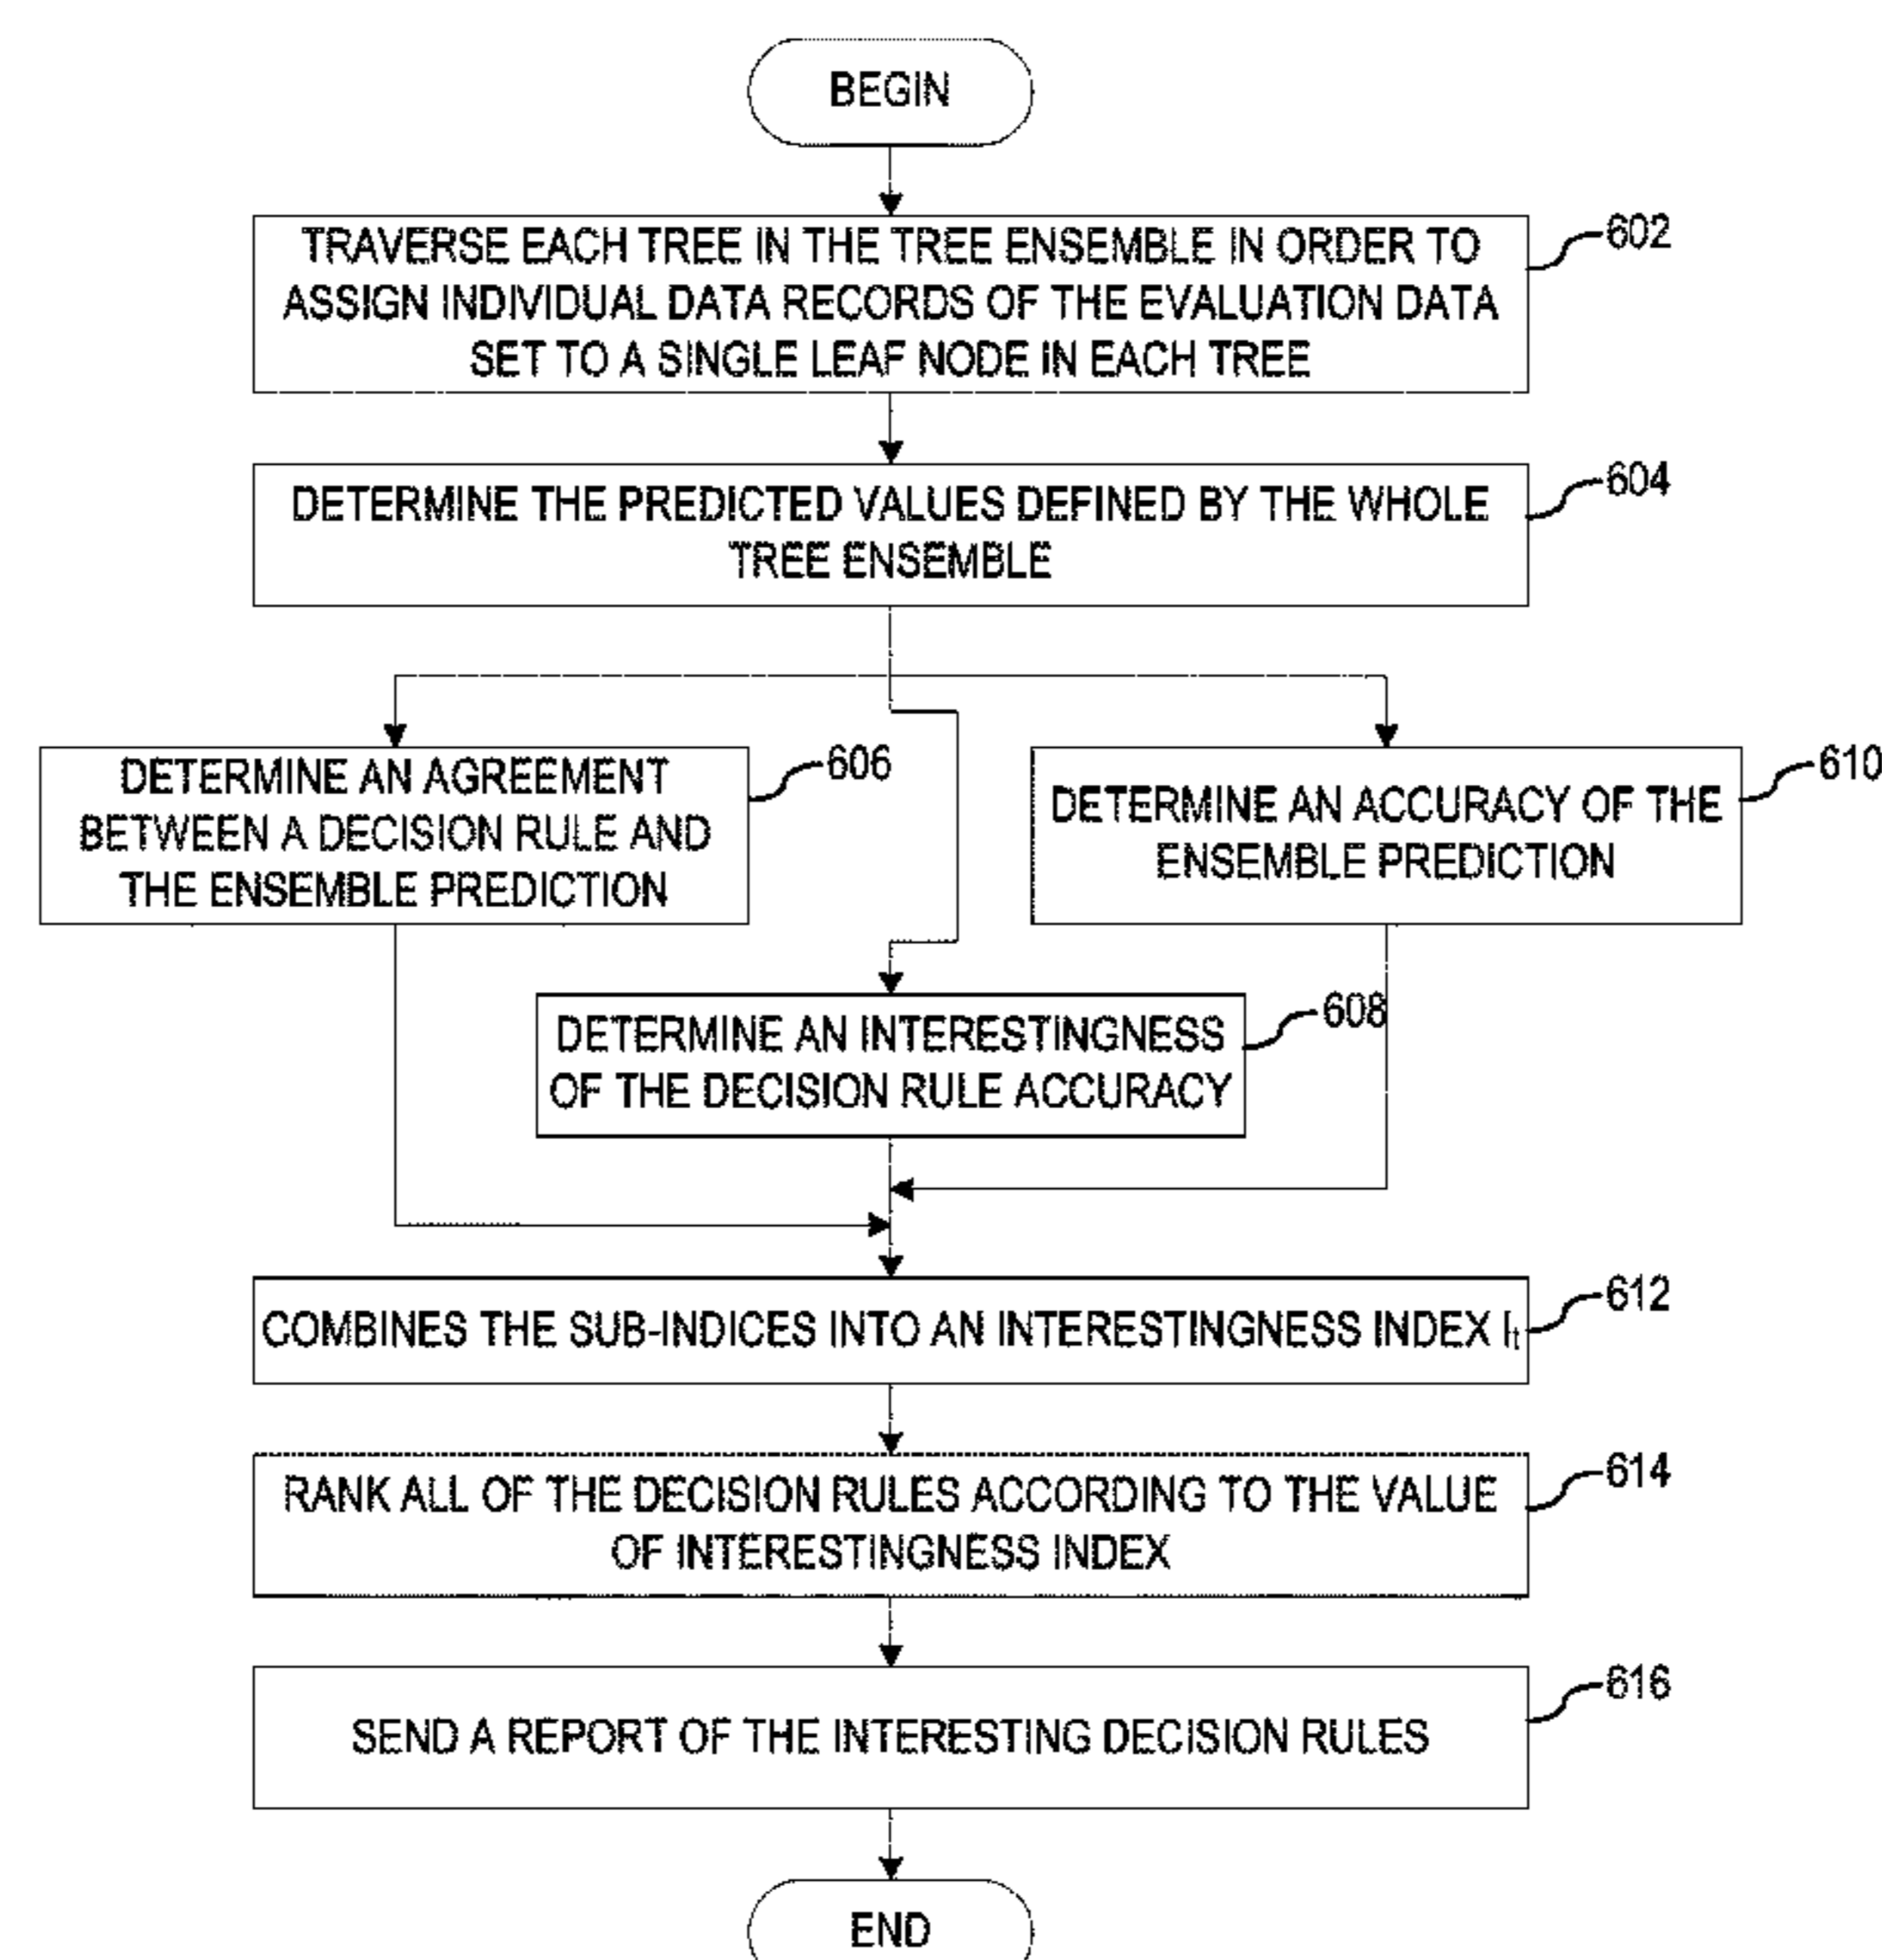 BEGIN
TRAVERSE EACH TREE IN THE TREE ENSEMBLE IN ORDER TO
ASSIGN INDIVIDUAL DATA RECORDS OF THE EVALUATION DATA
SET TO A SINGLE LEAF NODE IN EACH TREE
602
DETERMINE THE PREDICTED VALUES DEFINED BY THE WHOLE
TREE ENSEMBLE
604
DETERMINE AN AGREEMENT
BETWEEN A DECISION RULE AND
THE ENSEMBLE PREDICTION
606
DETERMINE AN ACCURACY OF THE
ENSEMBLE PREDICTION
610
DETERMINE AN INTERESTINGNESS
OF THE DECISION RULE ACCURACY
608
COMBINES THE SUB-INDICES INTO AN INTERESTINGNESS INDEX Iₜ
612
RANK ALL OF THE DECISION RULES ACCORDING TO THE VALUE
OF INTERESTINGNESS INDEX
614
SEND A REPORT OF THE INTERESTING DECISION RULES
616
END